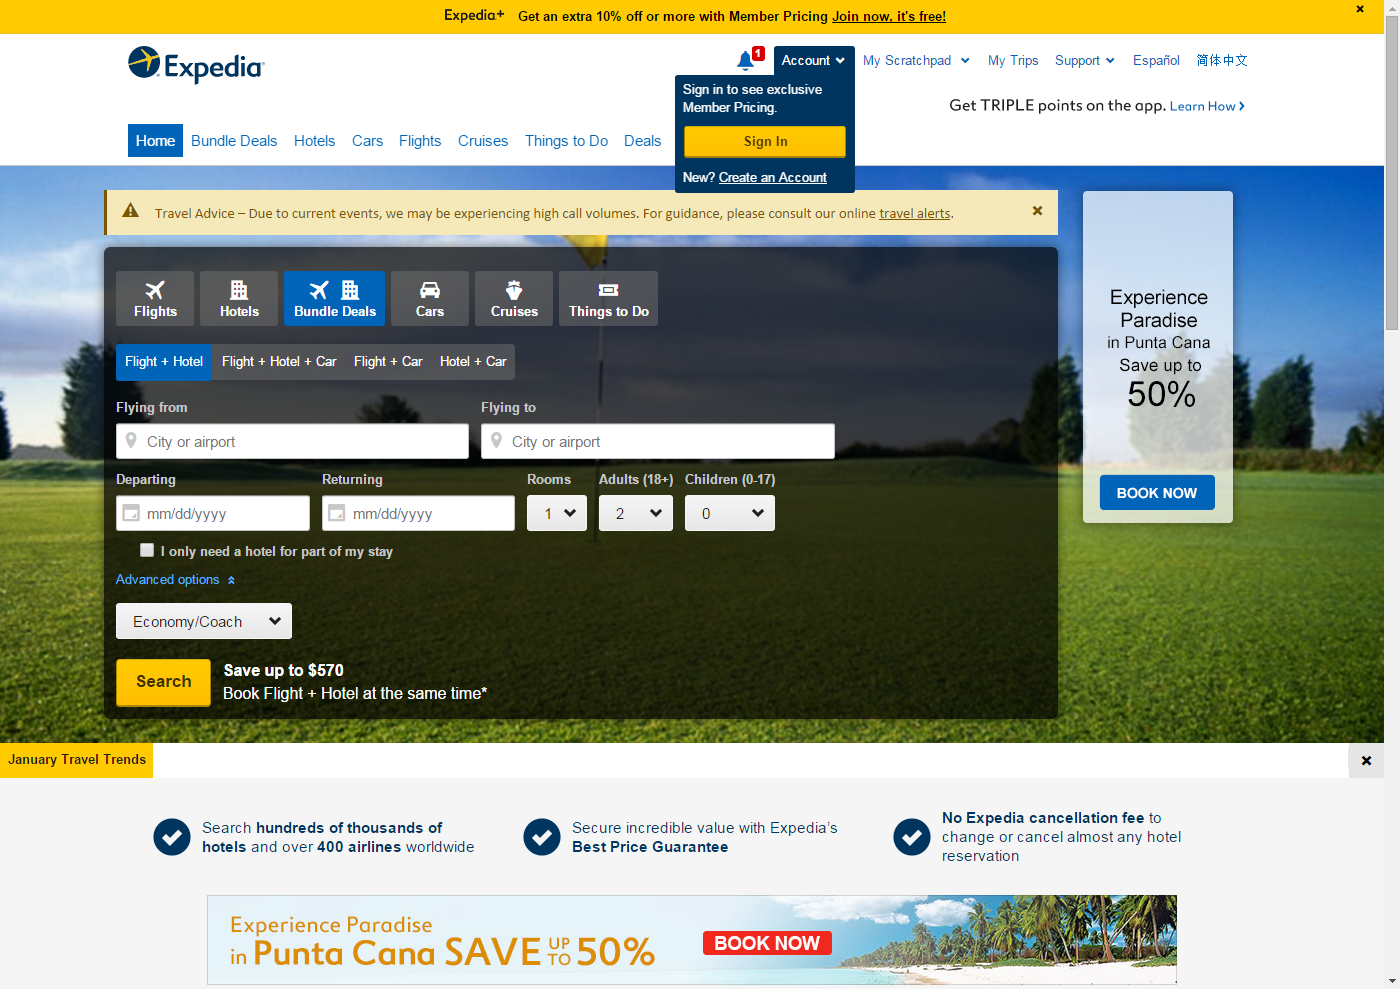 Expedia+ Get an extra 10% off or more with Member Pricing Join now, it's free!
Expedia
1
Account
My Scratchpad
My Trips
Support
Español
简体中文
Sign in to see exclusive
Member Pricing.
Sign In
New? Create an Account
Get TRIPLE points on the app. Learn How
Home
Bundle Deals
Hotels
Cars
Flights
Cruises
Things to Do
Deals
Travel Advice – Due to current events, we may be experiencing high call volumes. For guidance, please consult our online travel alerts.
Flights
Hotels
Bundle Deals
Cars
Cruises
Things to Do
Flight + Hotel
Flight + Hotel + Car
Flight + Car
Hotel + Car
Flying from
Flying to
City or airport
City or airport
Departing
Returning
Rooms
Adults (18+)
Children (0-17)
mm/dd/yyyy
mm/dd/yyyy
1
2
0
I only need a hotel for part of my stay
Advanced options
Economy/Coach
Search
Save up to $570
Book Flight + Hotel at the same time*
Experience
Paradise
in Punta Cana
Save up to
50%
BOOK NOW
January Travel Trends
Search hundreds of thousands of
hotels and over 400 airlines worldwide
Secure incredible value with Expedia’s
Best Price Guarantee
No Expedia cancellation fee to
change or cancel almost any hotel
reservation
Experience Paradise
in Punta Cana SAVE UP TO 50%
BOOK NOW